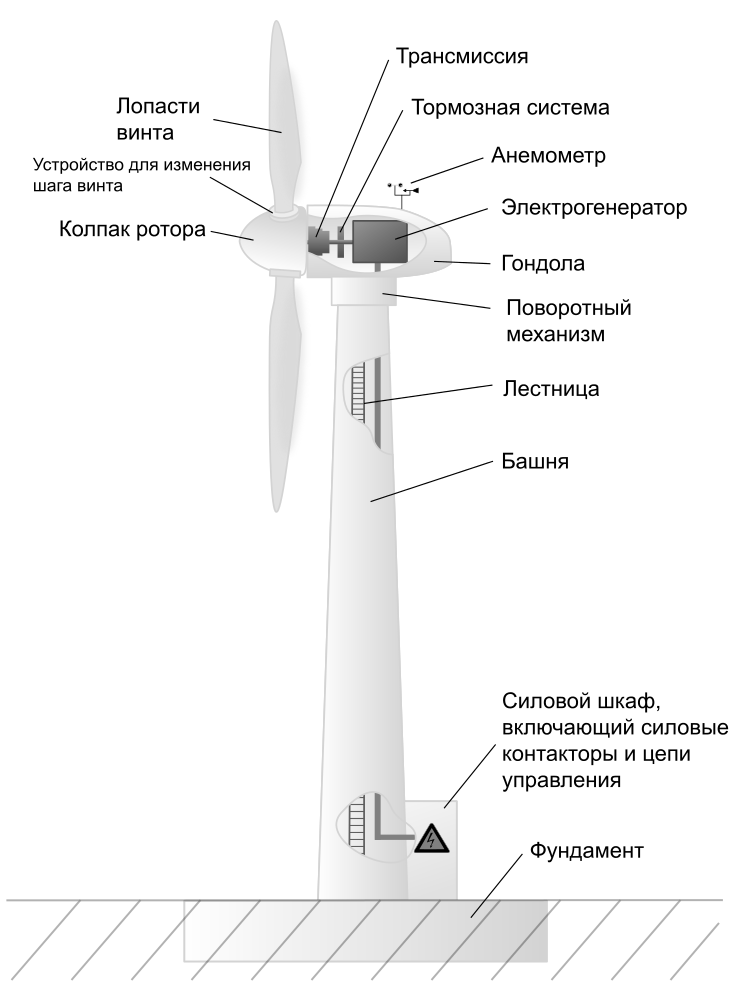 Трансмиссия
Лопасти
винта
Тормозная система
Анемометр
Устройство для изменения
шага винта
Электрогенератор
Колпак ротора
Гондола
Поворотный
механизм
Лестница
Башня
Силовой шкаф,
включающий силовые
контакторы и цепи
управления
Фундамент